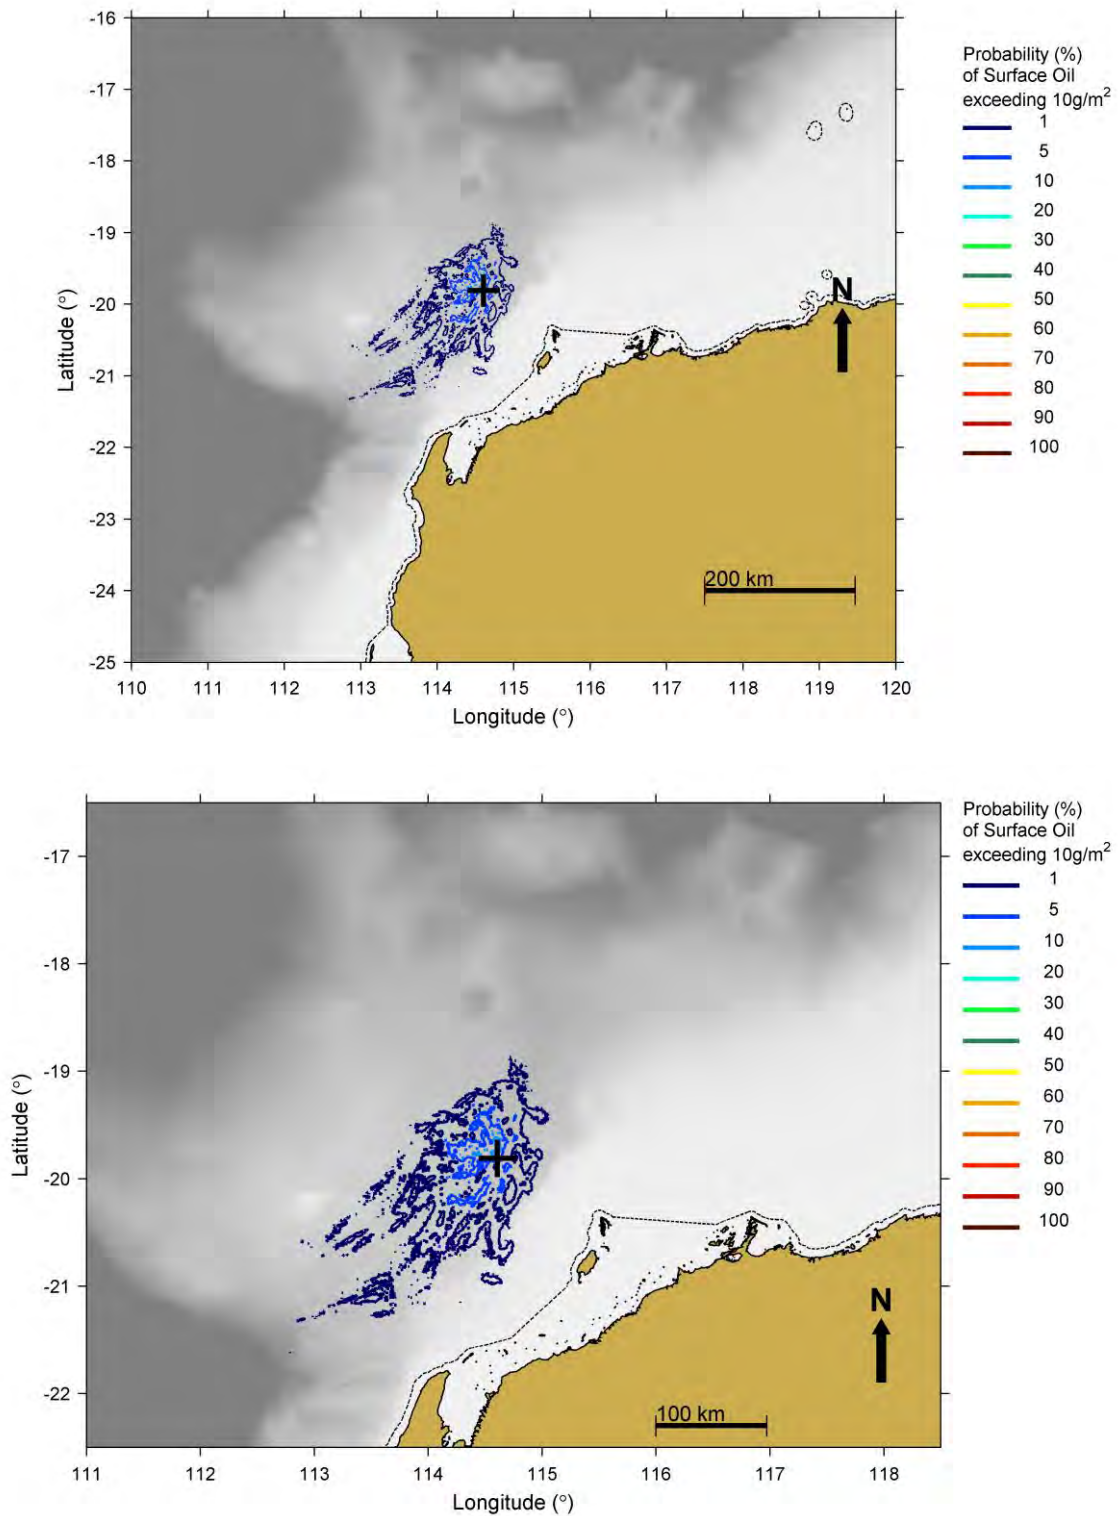 -16
-17
-18
-19
-20
-21
-22
-23
-24
-25
Latitude (°)
N
200 km
110 111 112 113 114 115 116 117 118 119 120
Longitude (°)
Probability (%)
of Surface Oil
exceeding 10g/m²
1
5
10
20
30
40
50
60
70
80
90
100
-17
-18
-19
-20
-21
-22
Latitude (°)
N
100 km
111 112 113 114 115 116 117 118
Longitude (°)
Probability (%)
of Surface Oil
exceeding 10g/m²
1
5
10
20
30
40
50
60
70
80
90
100